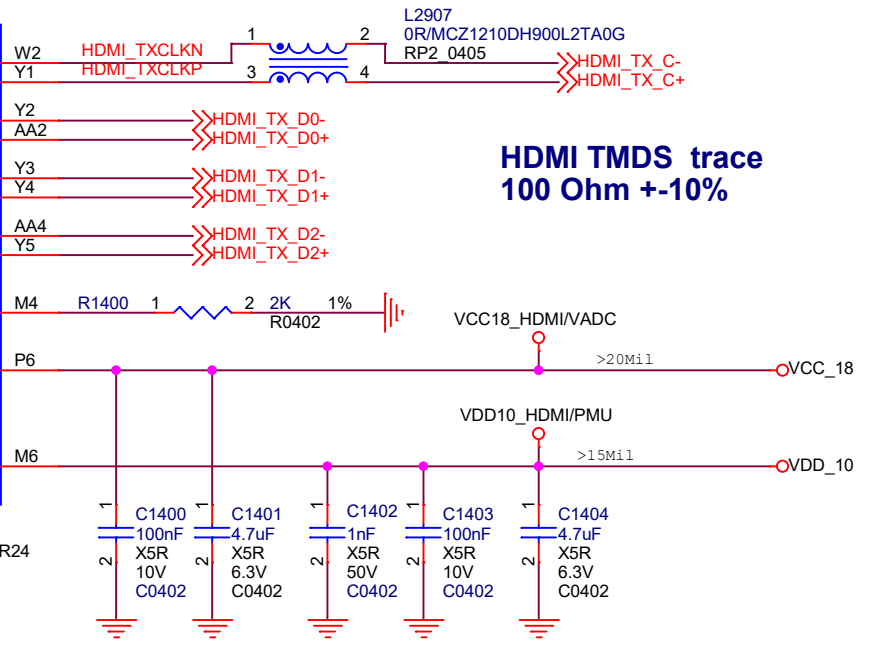 L2907
0R/MCZ1210DH900L2TA0G
RP2_0405
1 2
W2 HDMI_TXCLKN HDMI_TX_C-
Y1 HDMI_TXCLKP 3 4 HDMI_TX_C+
Y2 HDMI_TX_D0-
AA2 HDMI_TX_D0+
HDMI TMDS trace
100 Ohm +-10%
Y3 HDMI_TX_D1-
Y4 HDMI_TX_D1+
AA4 HDMI_TX_D2-
Y5 HDMI_TX_D2+
M4 R1400 1 2 2K 1%
R0402
VCC18_HDMI/VADC
P6 >20Mil VCC_18
VDD10_HDMI/PMU
M6 >15Mil VDD_10
1 C1400
100nF
X5R
2 10V
C0402
1 C1401
4.7uF
X5R
2 6.3V
C0402
1 C1402
1nF
X5R
2 50V
C0402
1 C1403
100nF
X5R
2 10V
C0402
1 C1404
4.7uF
X5R
2 6.3V
C0402
R24